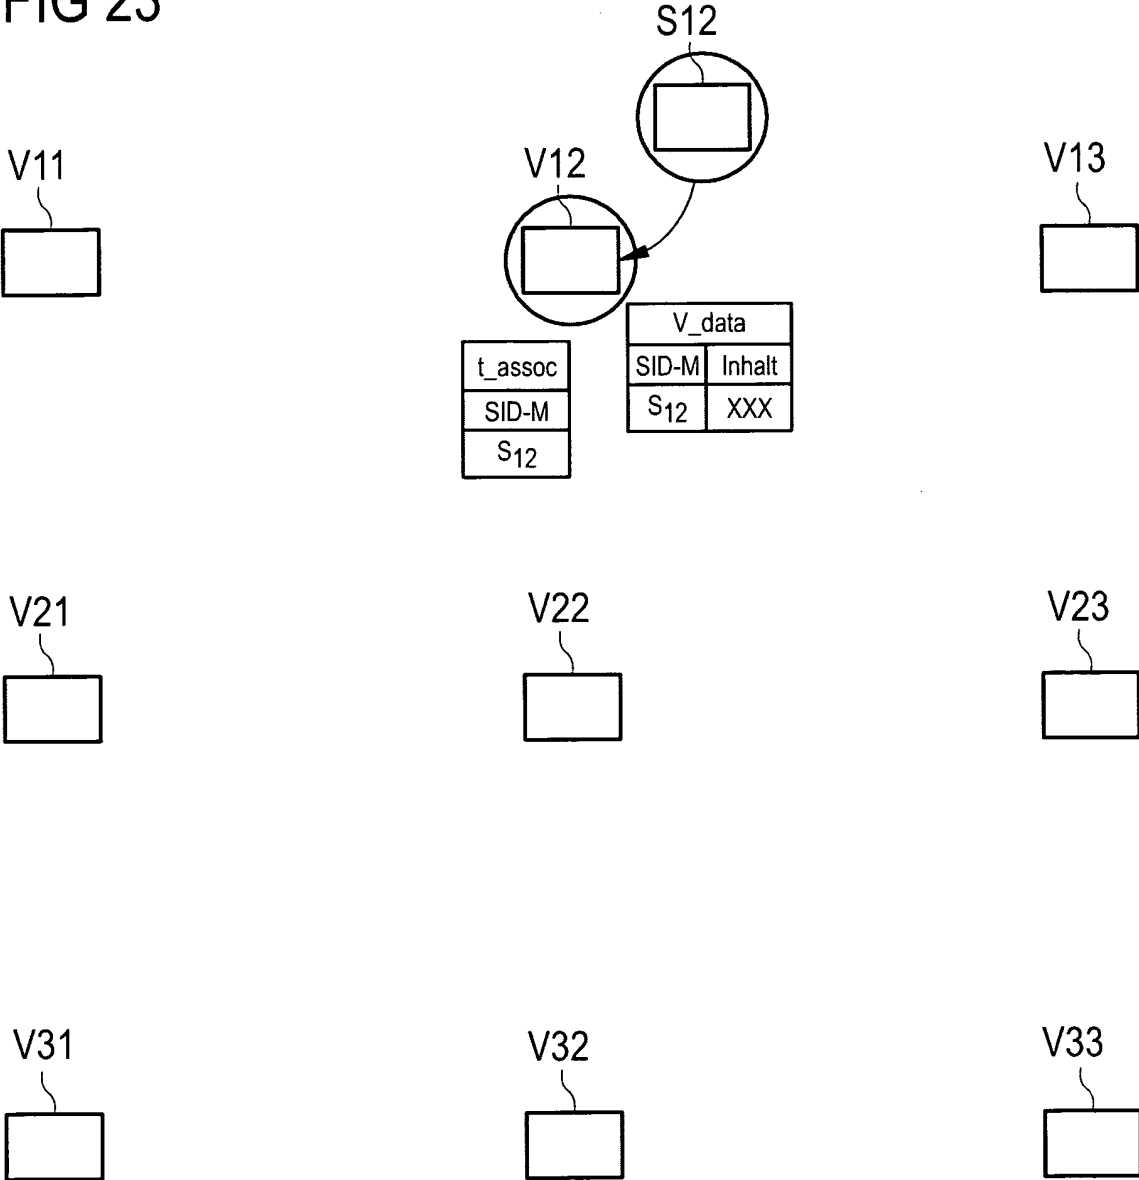 FIG 23
S12
V11
V12
V13
V_data
SID-M Inhalt
S12 XXX
t_assoc
SID-M
S12
V21
V22
V23
V31
V32
V33